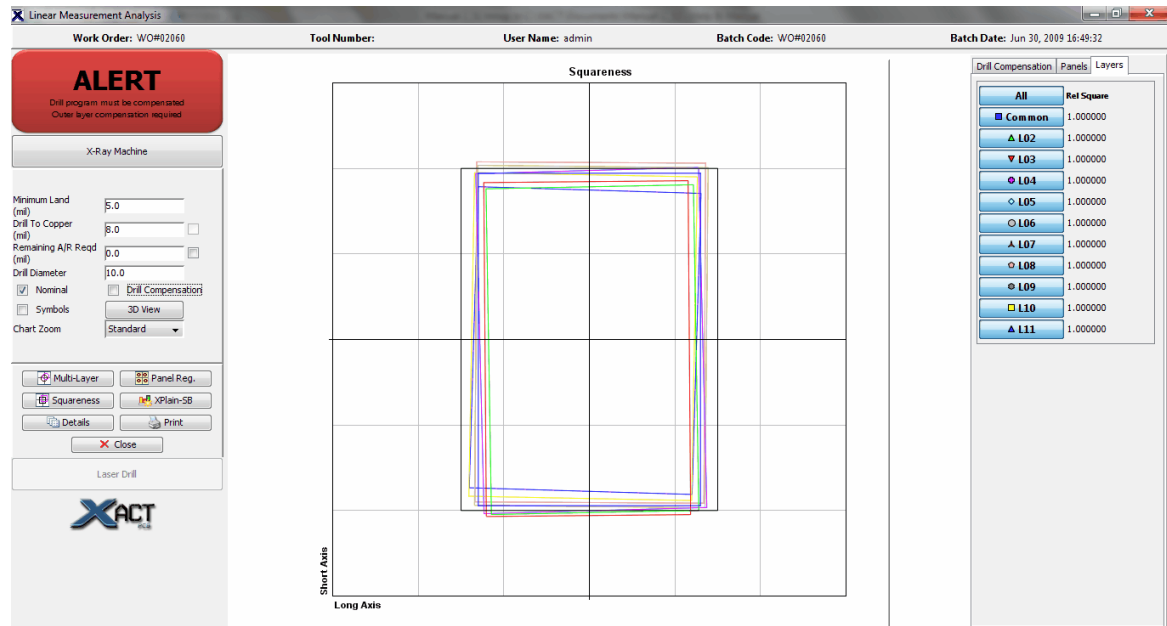 Linear Measurement Analysis
Work Order: WO#02060
Tool Number:
User Name: admin
Batch Code: WO#02060
Batch Date: Jun 30, 2009 16:49:32
ALERT
Drill program must be compensated
Outer layer compensation required
X-Ray Machine
Minimum Land
(mil)
5.0
Drill To Copper
(mil)
8.0
Remaining A/R Reqd
(mil)
0.0
Drill Diameter
10.0
Nominal
Drill Compensation
Symbols
3D View
Chart Zoom
Standard
Multi-Layer
Panel Reg.
Squareness
XPlain-SB
Details
Print
Close
Laser Drill
XACT
Squareness
Short Axis
Long Axis
Drill Compensation
Panels
Layers
All
Rel Square
Common 1.000000
L02 1.000000
L03 1.000000
L04 1.000000
L05 1.000000
L06 1.000000
L07 1.000000
L08 1.000000
L09 1.000000
L10 1.000000
L11 1.000000